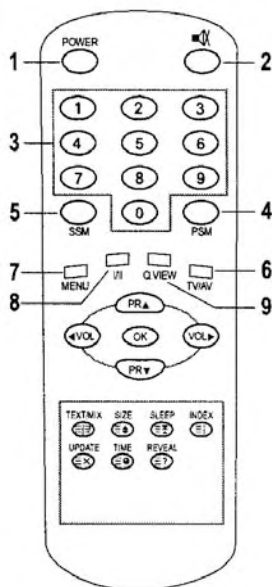 POWER
1
2
1 2 3
3
4 5 6
7 8 9
5
0
4
SSM
PSM
7
6
MENU
I/II
Q.VIEW
TV/AV
8
9
PR▲
◀VOL
OK
VOL▶
PR▼
TEXT/MIX SIZE SLEEP INDEX
UPDATE TIME REVEAL